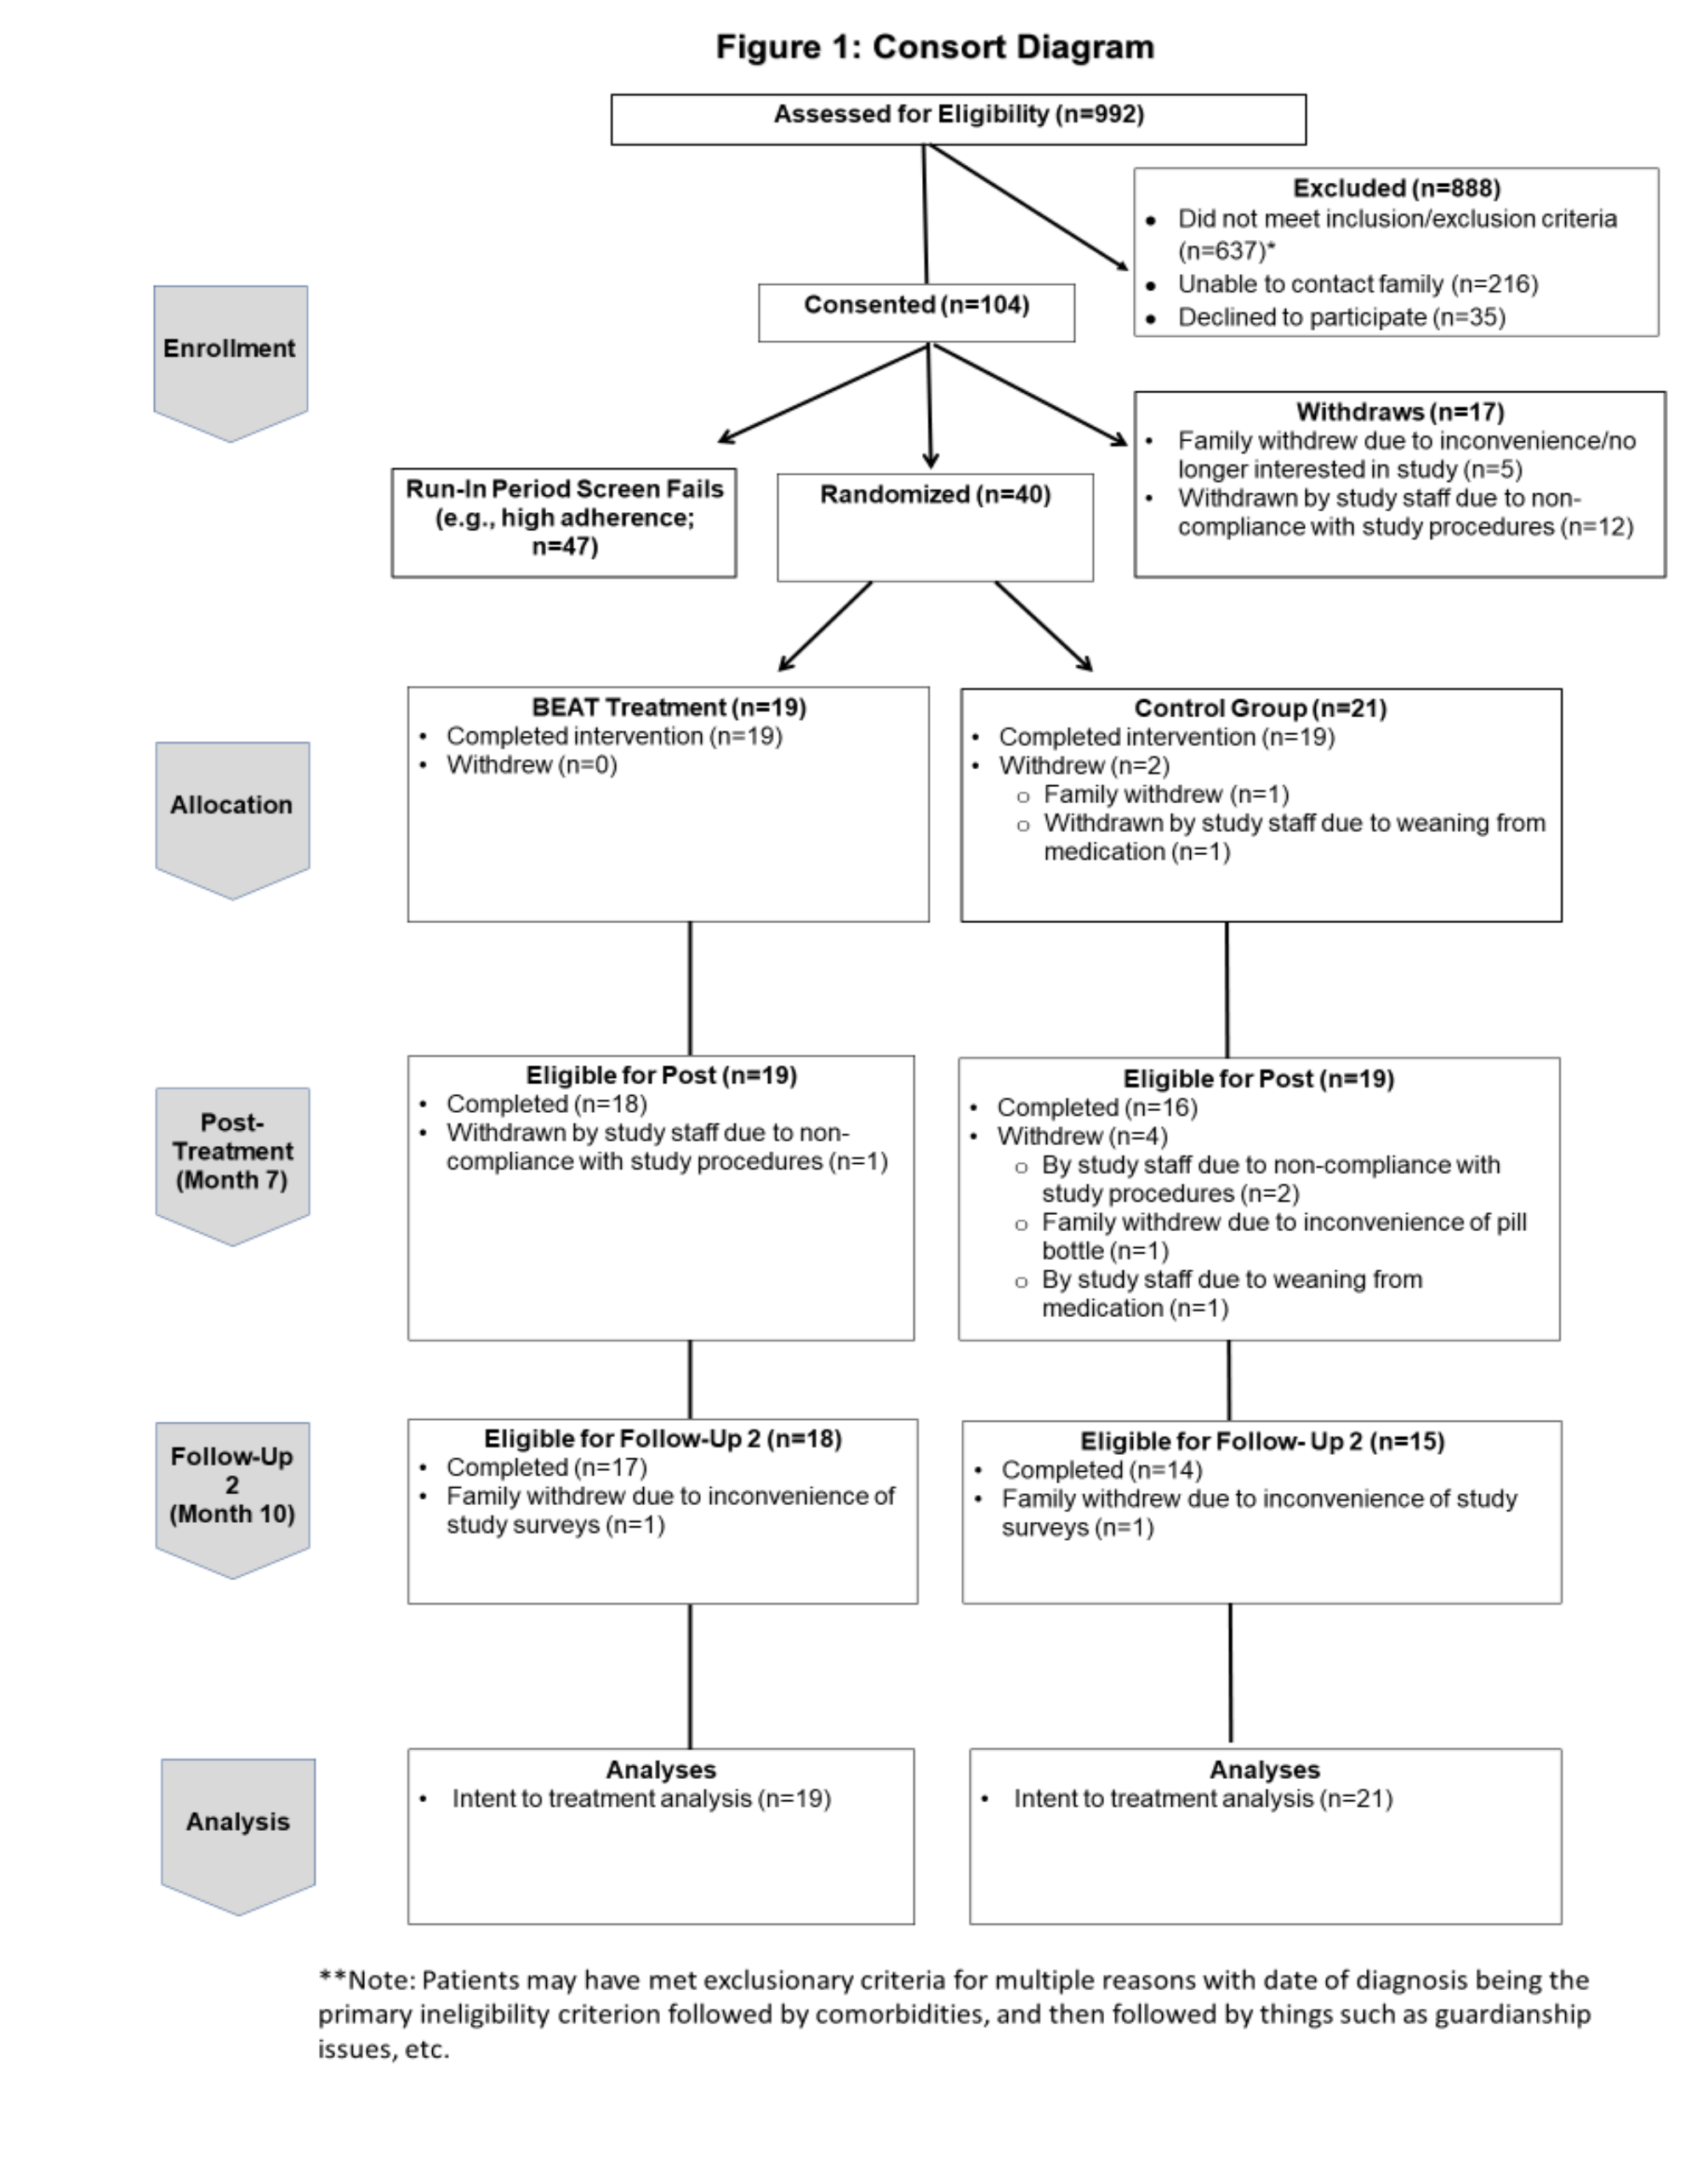 Figure 1: Consort Diagram
Assessed for Eligibility (n=992)
Excluded (n=888)
● Did not meet inclusion/exclusion criteria
(n=637)*
● Unable to contact family (n=216)
● Declined to participate (n=35)
Enrollment
Consented (n=104)
Withdraws (n=17)
• Family withdrew due to inconvenience/no
longer interested in study (n=5)
• Withdrawn by study staff due to non-
compliance with study procedures (n=12)
Run-In Period Screen Fails
(e.g., high adherence;
n=47)
Randomized (n=40)
Allocation
BEAT Treatment (n=19)
• Completed intervention (n=19)
• Withdrew (n=0)
Control Group (n=21)
• Completed intervention (n=19)
• Withdrew (n=2)
o Family withdrew (n=1)
o Withdrawn by study staff due to weaning from
medication (n=1)
Post-
Treatment
(Month 7)
Eligible for Post (n=19)
• Completed (n=18)
• Withdrawn by study staff due to non-
compliance with study procedures (n=1)
Eligible for Post (n=19)
• Completed (n=16)
• Withdrew (n=4)
o By study staff due to non-compliance with
study procedures (n=2)
o Family withdrew due to inconvenience of pill
bottle (n=1)
o By study staff due to weaning from
medication (n=1)
Follow-Up
2
(Month 10)
Eligible for Follow-Up 2 (n=18)
• Completed (n=17)
• Family withdrew due to inconvenience of
study surveys (n=1)
Eligible for Follow- Up 2 (n=15)
• Completed (n=14)
• Family withdrew due to inconvenience of study
surveys (n=1)
Analysis
Analyses
• Intent to treatment analysis (n=19)
Analyses
• Intent to treatment analysis (n=21)
**Note: Patients may have met exclusionary criteria for multiple reasons with date of diagnosis being the
primary ineligibility criterion followed by comorbidities, and then followed by things such as guardianship
issues, etc.